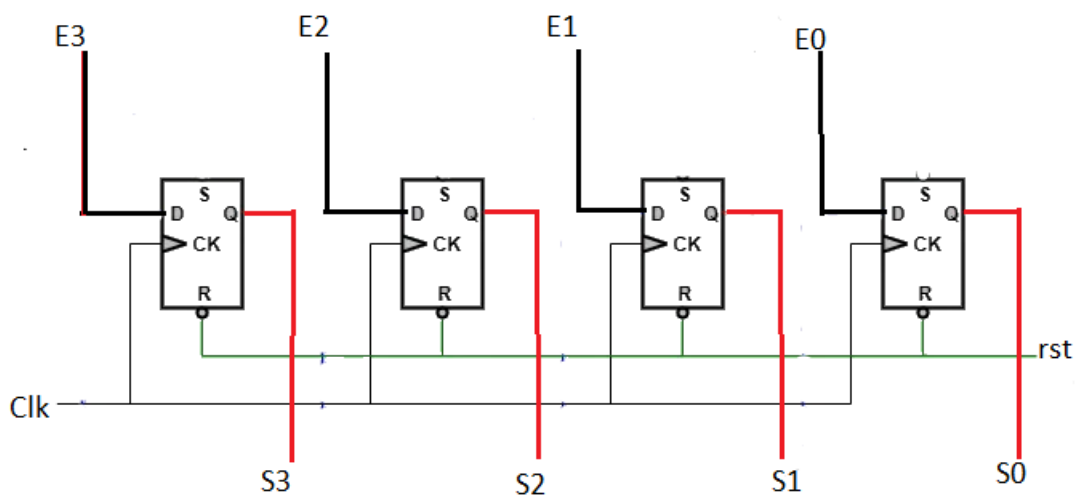 E3 E2 E1 E0
S S S S
D Q D Q D Q D Q
CK CK CK CK
R R R R
rst
Clk
S3 S2 S1 S0